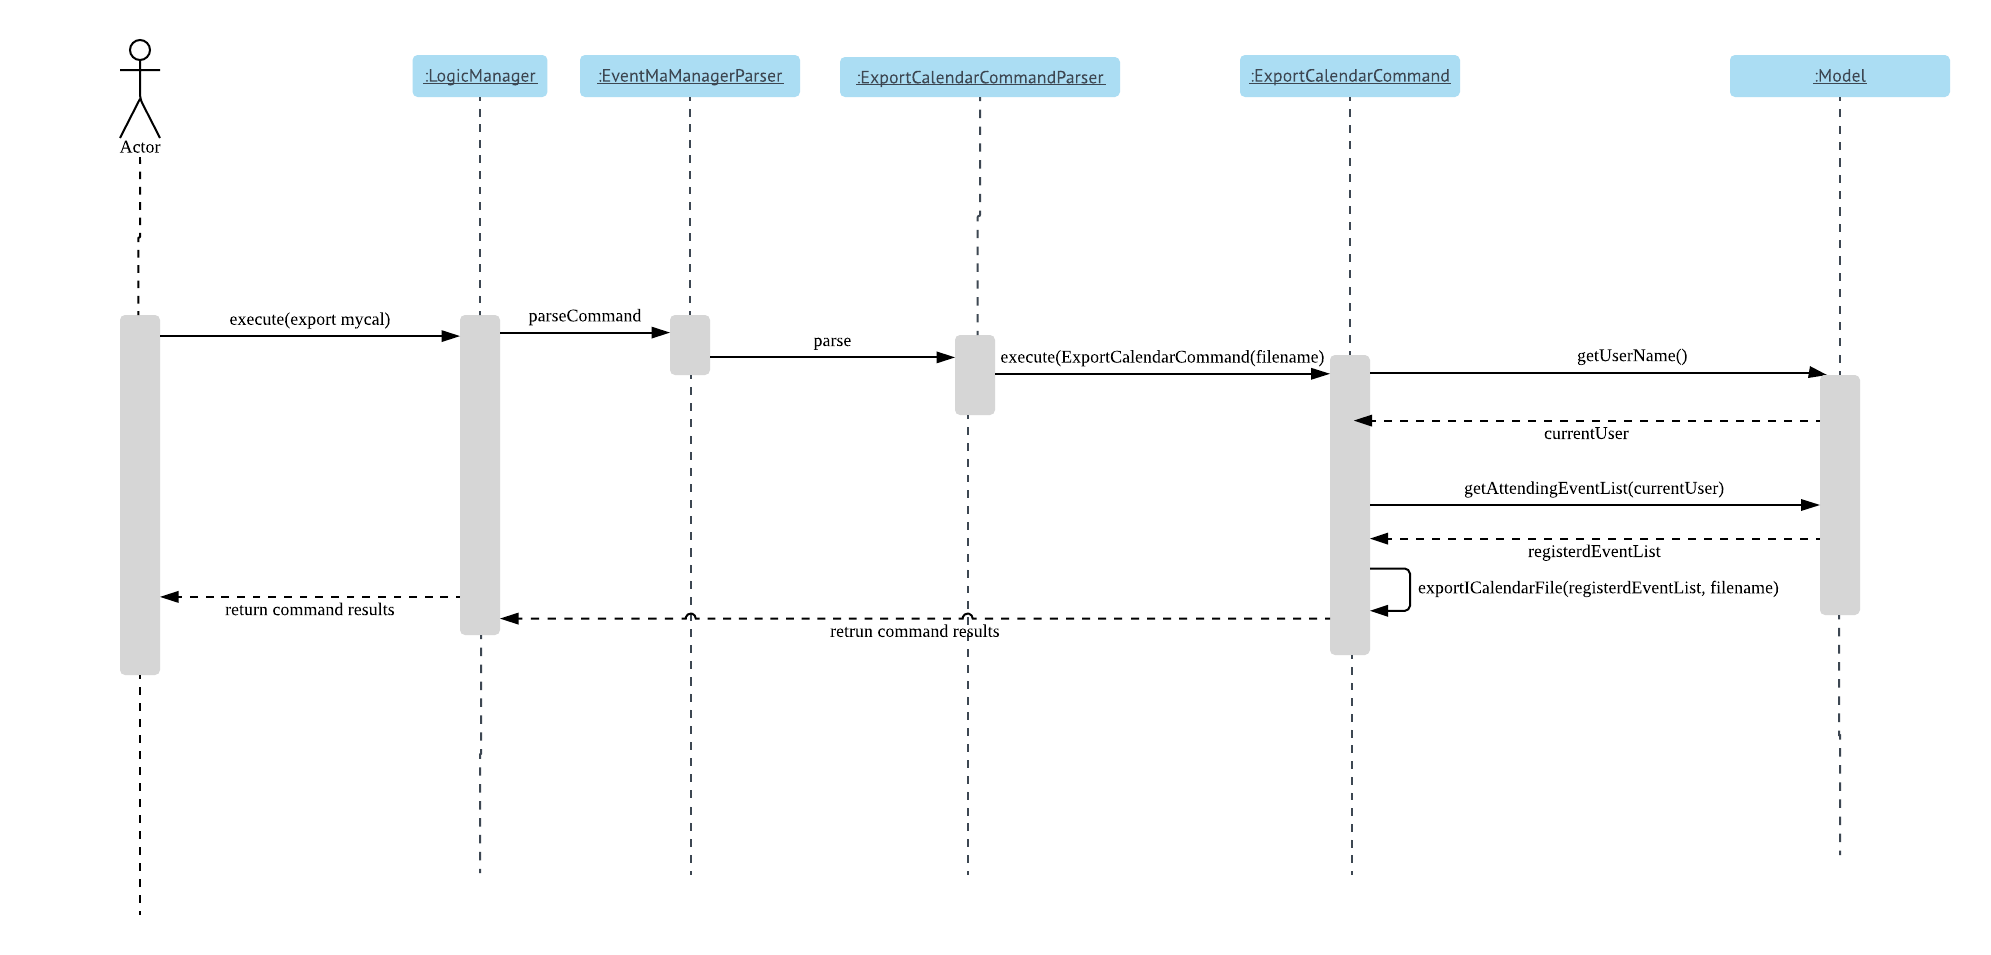 Actor
:LogicManager
:EventMaManagerParser
:ExportCalendarCommandParser
:ExportCalendarCommand
:Model
execute(export mycal)
parseCommand
parse
execute(ExportCalendarCommand(filename)
getUserName()
currentUser
getAttendingEventList(currentUser)
registerdEventList
exportICalendarFile(registerdEventList, filename)
return command results
retrun command results